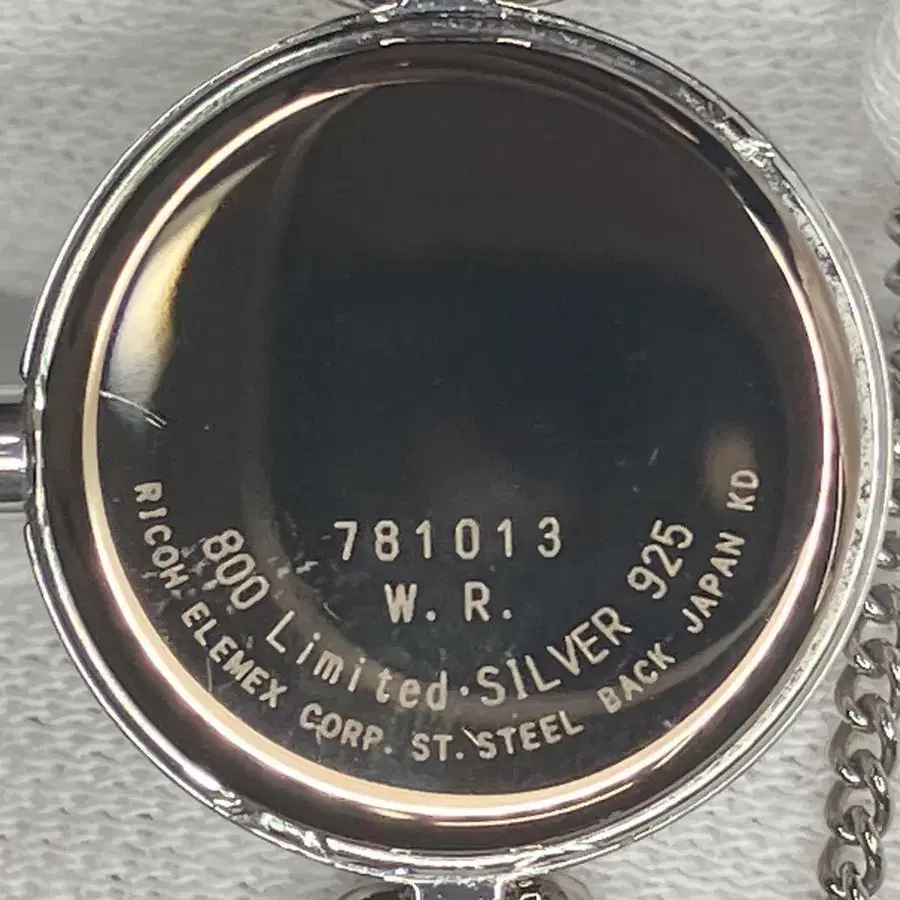 781013
W. R.
800 Limited · SILVER 925
RICOH ELEMEX CORP. ST. STEEL BACK JAPAN KD